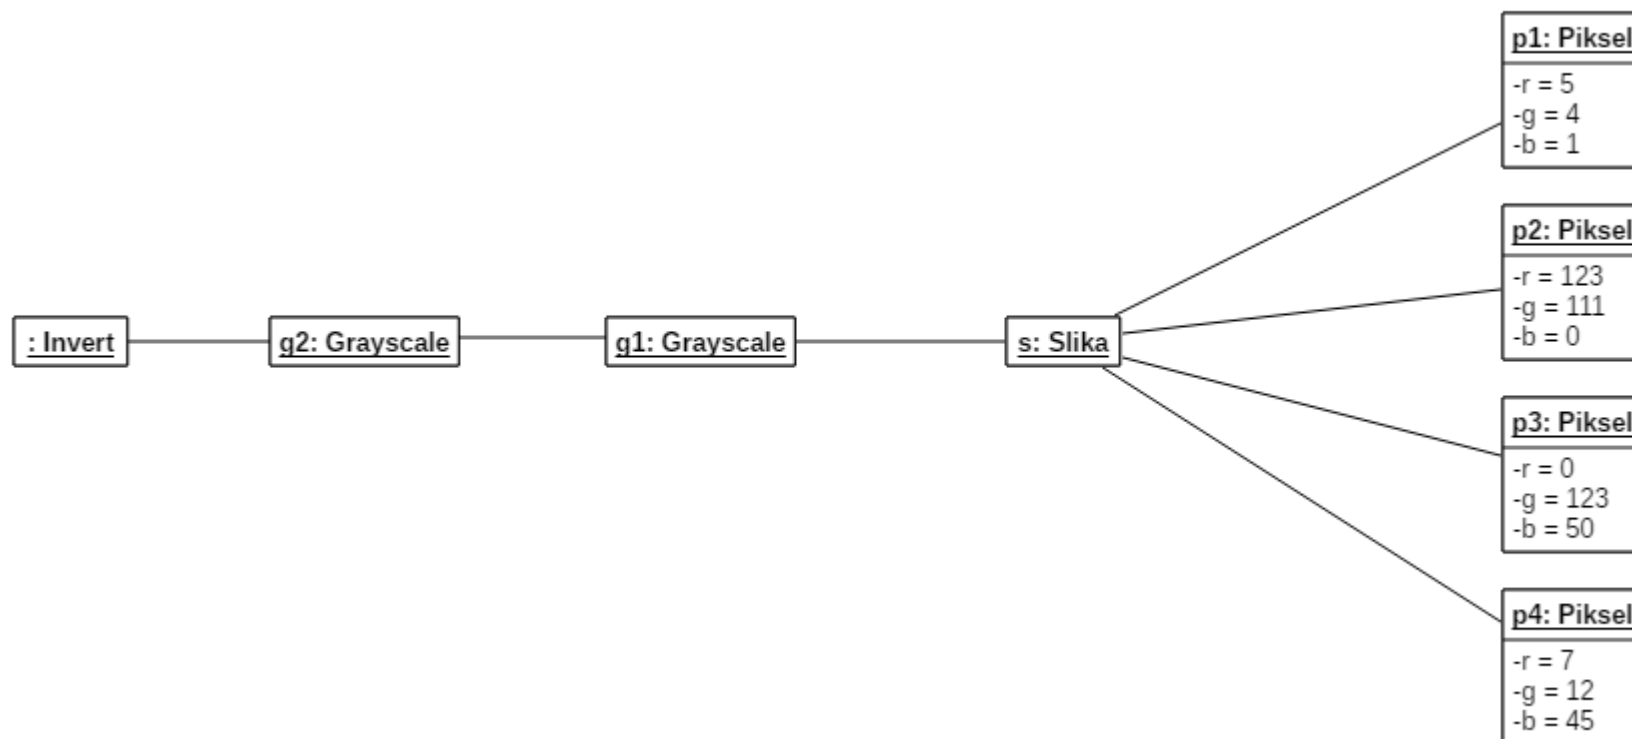 : Invert
g2: Grayscale
g1: Grayscale
s: Slika
p1: Piksel
-r = 5
-g = 4
-b = 1
p2: Piksel
-r = 123
-g = 111
-b = 0
p3: Piksel
-r = 0
-g = 123
-b = 50
p4: Piksel
-r = 7
-g = 12
-b = 45